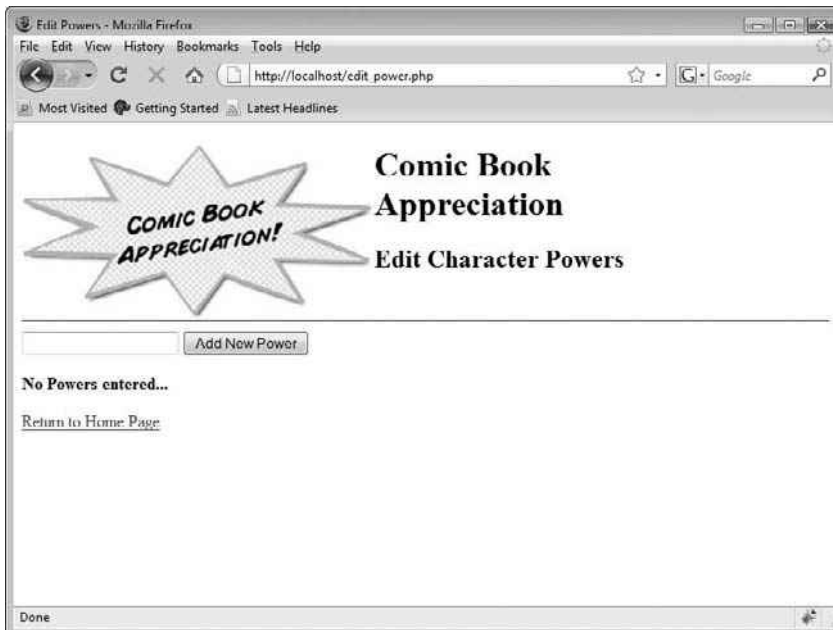 Edit Powers - Mozilla Firefox
File Edit View History Bookmarks Tools Help
http://localhost/edit_power.php
G Google
Most Visited Getting Started Latest Headlines
COMIC BOOK
APPRECIATION!
Comic Book
Appreciation
Edit Character Powers
Add New Power
No Powers entered...
Return to Home Page
Done